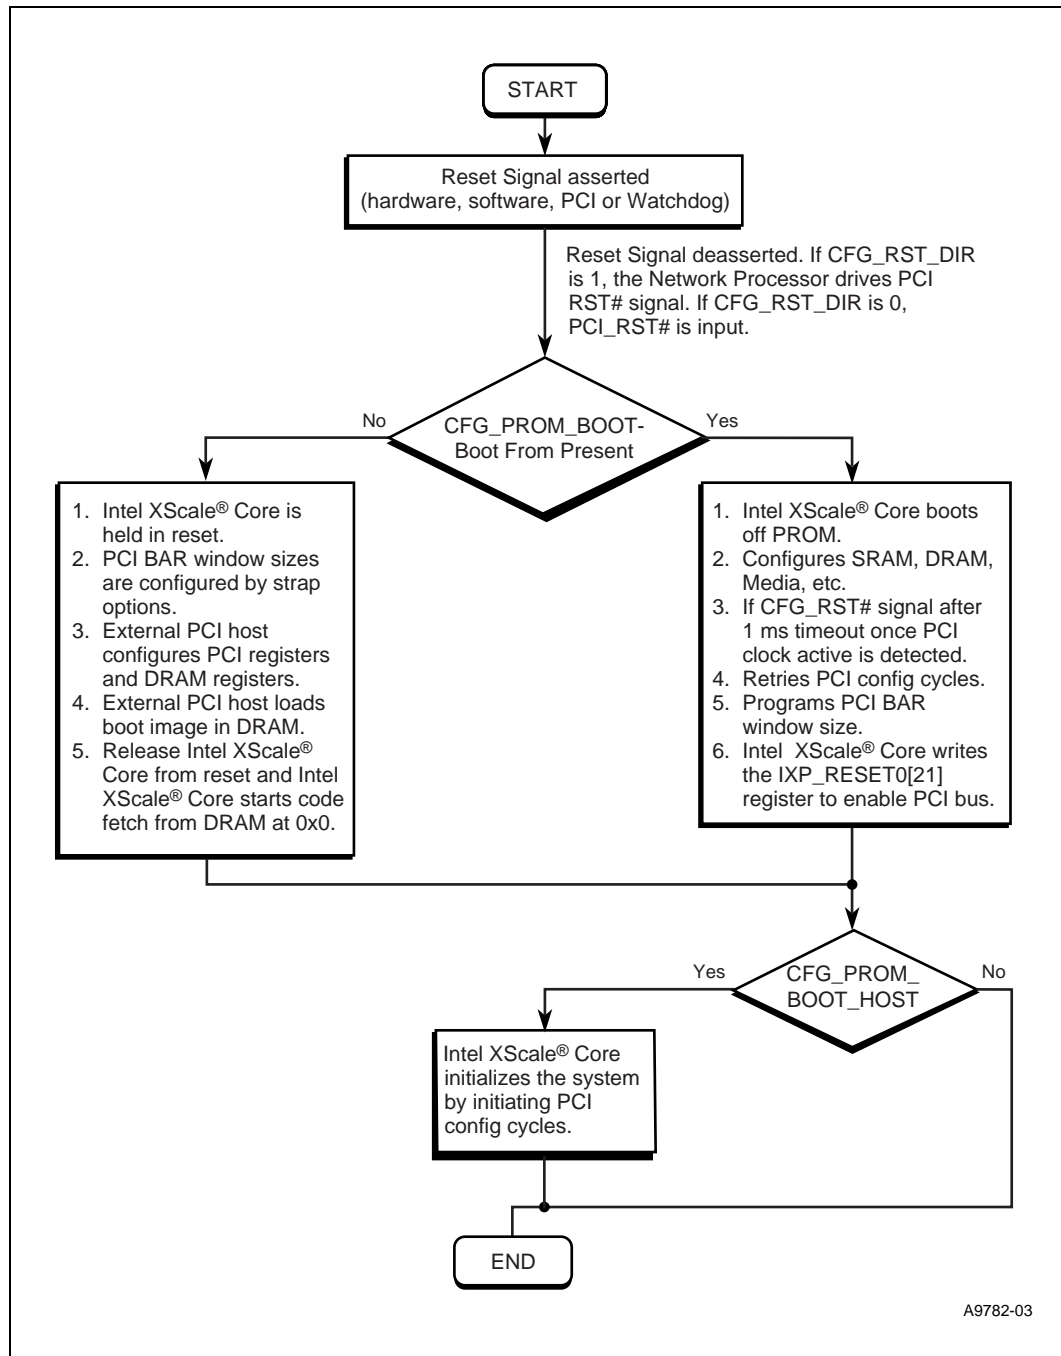 START
Reset Signal asserted
(hardware, software, PCI or Watchdog)
Reset Signal deasserted. If CFG_RST_DIR
is 1, the Network Processor drives PCI
RST# signal. If CFG_RST_DIR is 0,
PCI_RST# is input.
CFG_PROM_BOOT-
Boot From Present
No
Yes
1. Intel XScale® Core is
held in reset.
2. PCI BAR window sizes
are configured by strap
options.
3. External PCI host
configures PCI registers
and DRAM registers.
4. External PCI host loads
boot image in DRAM.
5. Release Intel XScale®
Core from reset and Intel
XScale® Core starts code
fetch from DRAM at 0x0.
1. Intel XScale® Core boots
off PROM.
2. Configures SRAM, DRAM,
Media, etc.
3. If CFG_RST# signal after
1 ms timeout once PCI
clock active is detected.
4. Retries PCI config cycles.
5. Programs PCI BAR
window size.
6. Intel XScale® Core writes
the IXP_RESET0[21]
register to enable PCI bus.
Yes
CFG_PROM_
BOOT_HOST
No
Intel XScale® Core
initializes the system
by initiating PCI
config cycles.
END
A9782-03